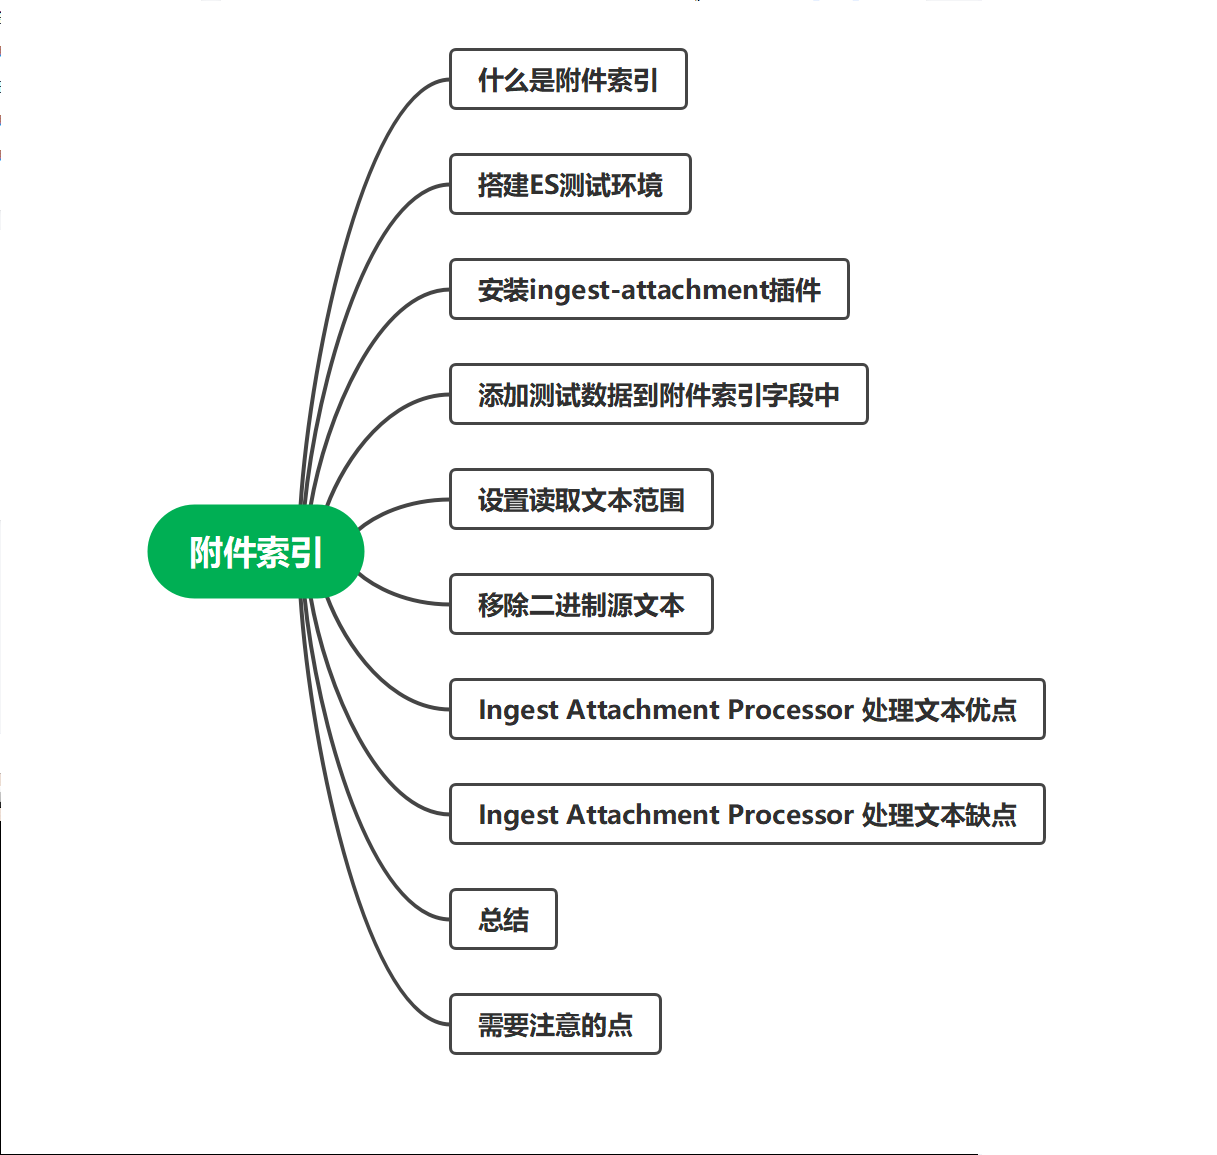 什么是附件索引
搭建ES测试环境
安装ingest-attachment插件
添加测试数据到附件索引字段中
设置读取文本范围
附件索引
移除二进制源文本
Ingest Attachment Processor 处理文本优点
Ingest Attachment Processor 处理文本缺点
总结
需要注意的点